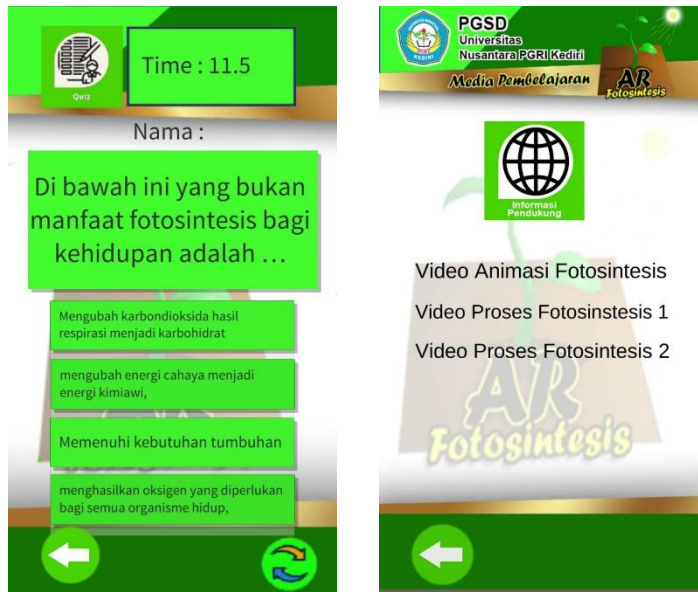 Quiz
Time : 11.5
Nama :
Di bawah ini yang bukan
manfaat fotosintesis bagi
kehidupan adalah ...
Mengubah karbondioksida hasil
respirasi menjadi karbohidrat
mengubah energi cahaya menjadi
energi kimiawi,
Memenuhi kebutuhan tumbuhan
menghasilkan oksigen yang diperlukan
bagi semua organisme hidup,
PGSD
Universitas
Nusantara PGRI Kediri
Media Pembelajaran
AR
Fotosintesis
Informasi
Pendukung
Video Animasi Fotosintesis
Video Proses Fotosinstesis 1
Video Proses Fotosintesis 2
AR
Fotosintesis